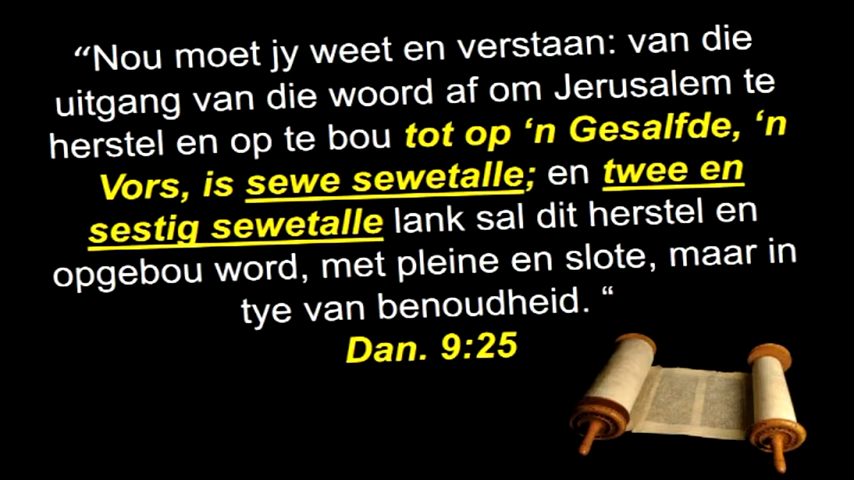 “Nou moet jy weet en verstaan: van die
uitgang van die woord af om Jerusalem te
herstel en op te bou tot op ‘n Gesalfde, ‘n
Vors, is sewe sewetalle; en twee en
sestig sewetalle lank sal dit herstel en
opgebou word, met pleine en slote, maar in
tye van benoudheid. “
Dan. 9:25